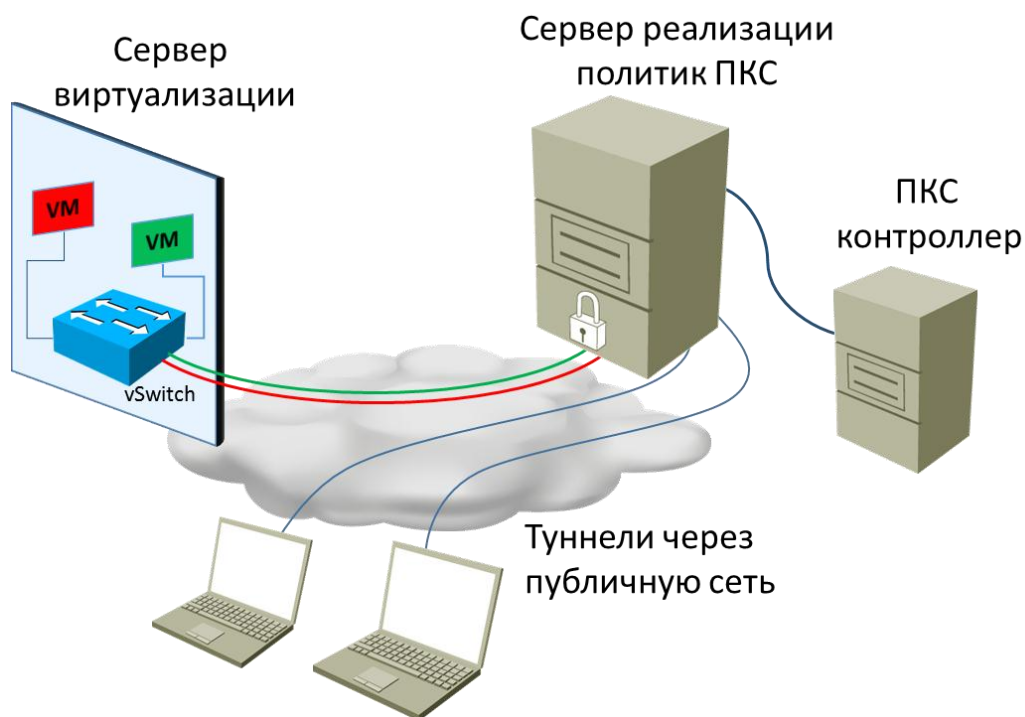 Сервер
виртуализации
Сервер реализации
политик ПКС
ПКС
контроллер
VM
VM
vSwitch
Туннели через
публичную сеть